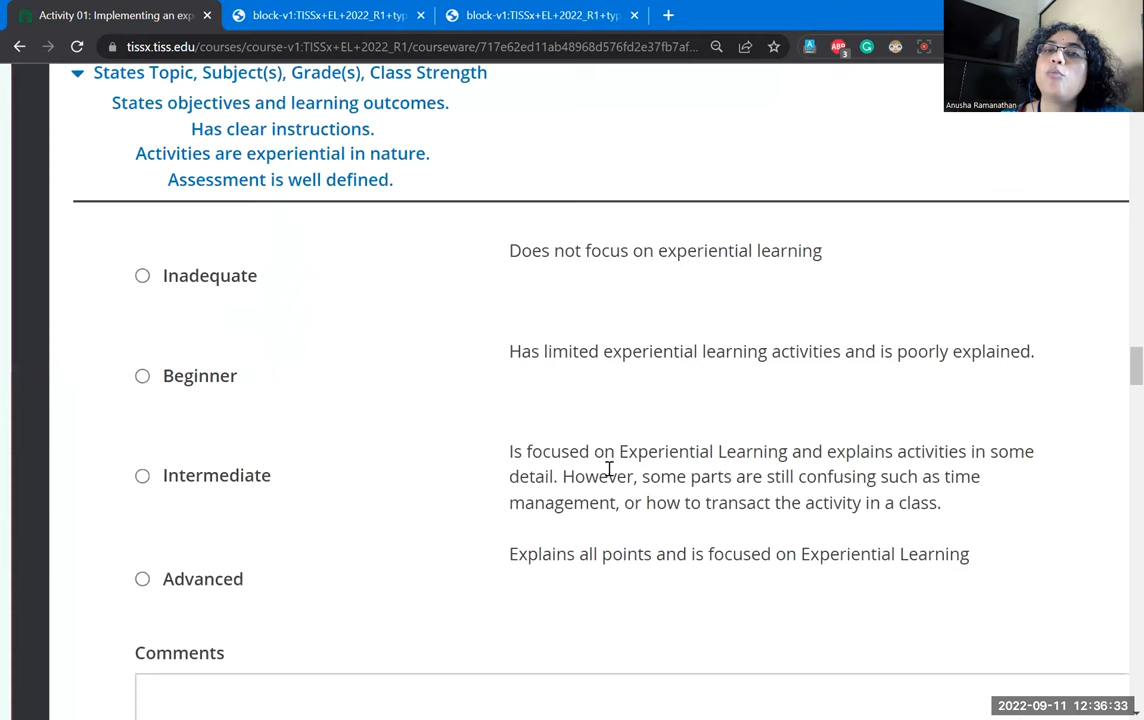 Activity 01: Implementing an exp
block-v1:TISSx+EL+2022_R1+typ
block-v1:TISSx+EL+2022_R1+typ
tissx.tiss.edu/courses/course-v1:TISSx+EL+2022_R1/courseware/717e62ed11ab48968d576fd2e37fb7af...
ABP
3
Anusha Ramanathan
States Topic, Subject(s), Grade(s), Class Strength
States objectives and learning outcomes.
Has clear instructions.
Activities are experiential in nature.
Assessment is well defined.
Does not focus on experiential learning
Inadequate
Has limited experiential learning activities and is poorly explained.
Beginner
Is focused on Experiential Learning and explains activities in some
detail. However, some parts are still confusing such as time
management, or how to transact the activity in a class.
Intermediate
Explains all points and is focused on Experiential Learning
Advanced
Comments
2022-09-11 12:36:33